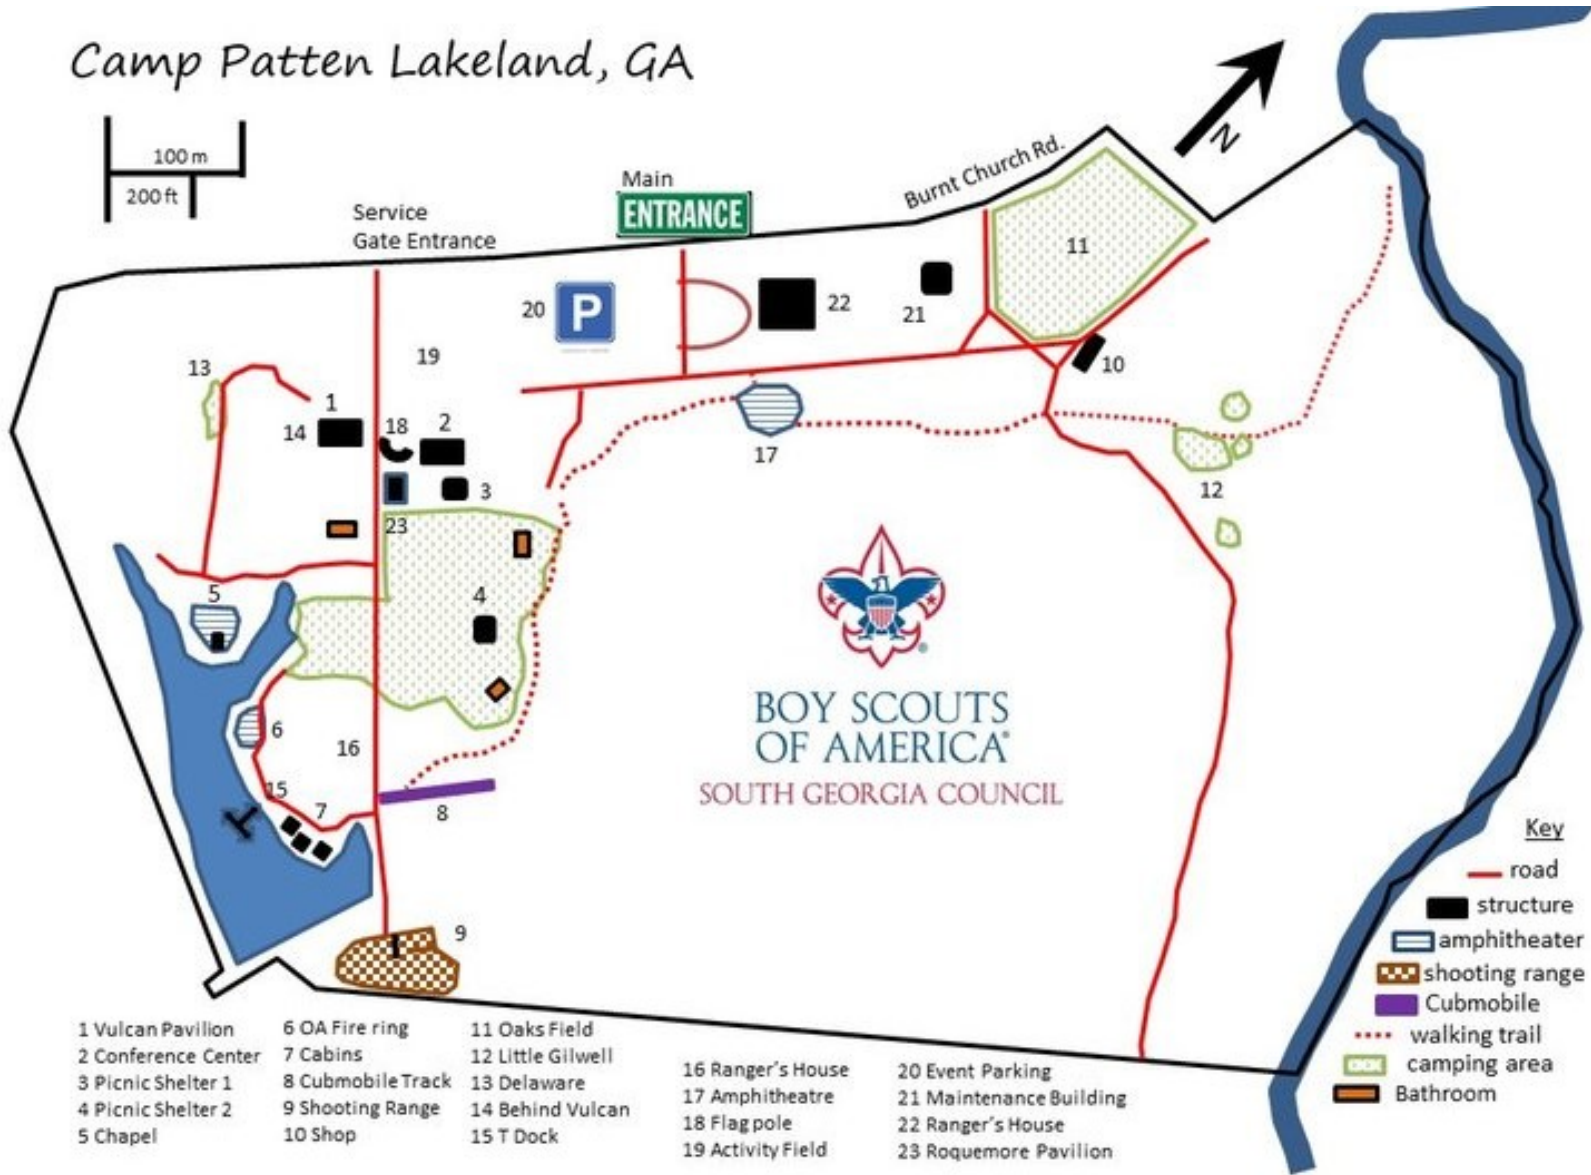 Camp Patten Lakeland, GA
100 m
200 ft
N
Burnt Church Rd.
Main
ENTRANCE
Service
Gate Entrance
11
20
P
22
21
19
13
10
1
14
18
2
17
3
12
23
5
4
6
16
15
7
8
9
BOY SCOUTS
OF AMERICA®
SOUTH GEORGIA COUNCIL
Key
road
structure
amphitheater
shooting range
Cubmobile
walking trail
camping area
Bathroom
1 Vulcan Pavilion
2 Conference Center
3 Picnic Shelter 1
4 Picnic Shelter 2
5 Chapel
6 OA Fire ring
7 Cabins
8 Cubmobile Track
9 Shooting Range
10 Shop
11 Oaks Field
12 Little Gilwell
13 Delaware
14 Behind Vulcan
15 T Dock
16 Ranger's House
17 Amphitheatre
18 Flagpole
19 Activity Field
20 Event Parking
21 Maintenance Building
22 Ranger's House
23 Roquemore Pavilion